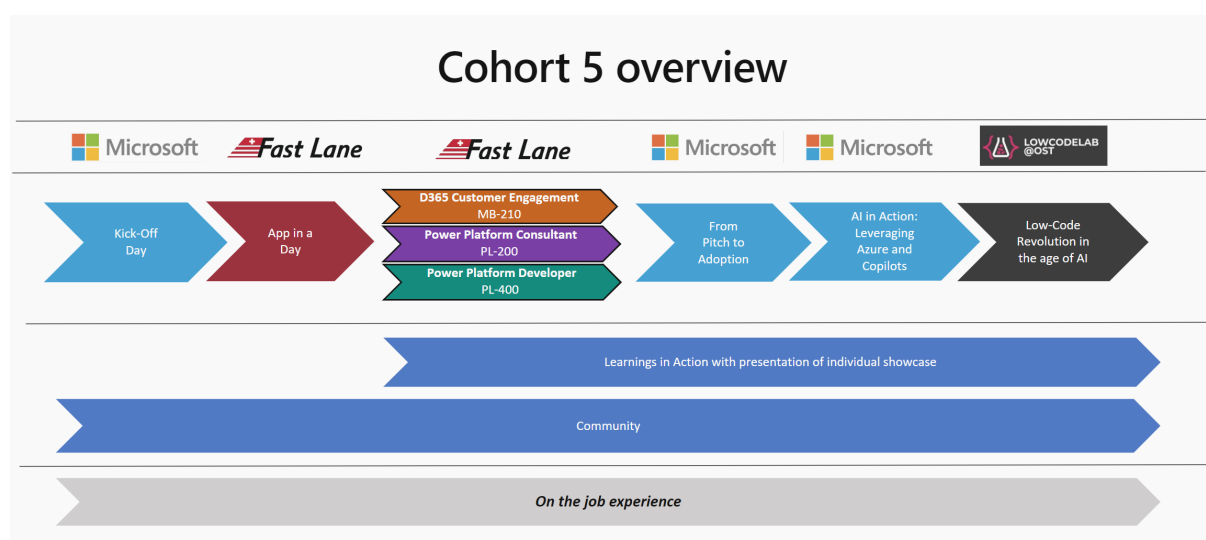 Cohort 5 overview
Microsoft
Fast Lane
Fast Lane
Microsoft
Microsoft
LOWCODELAB
@OST
Kick-Off
Day
App in a
Day
D365 Customer Engagement
MB-210
Power Platform Consultant
PL-200
Power Platform Developer
PL-400
From
Pitch to
Adoption
AI in Action:
Leveraging
Azure and
Copilots
Low-Code
Revolution in
the age of AI
Learnings in Action with presentation of individual showcase
Community
On the job experience